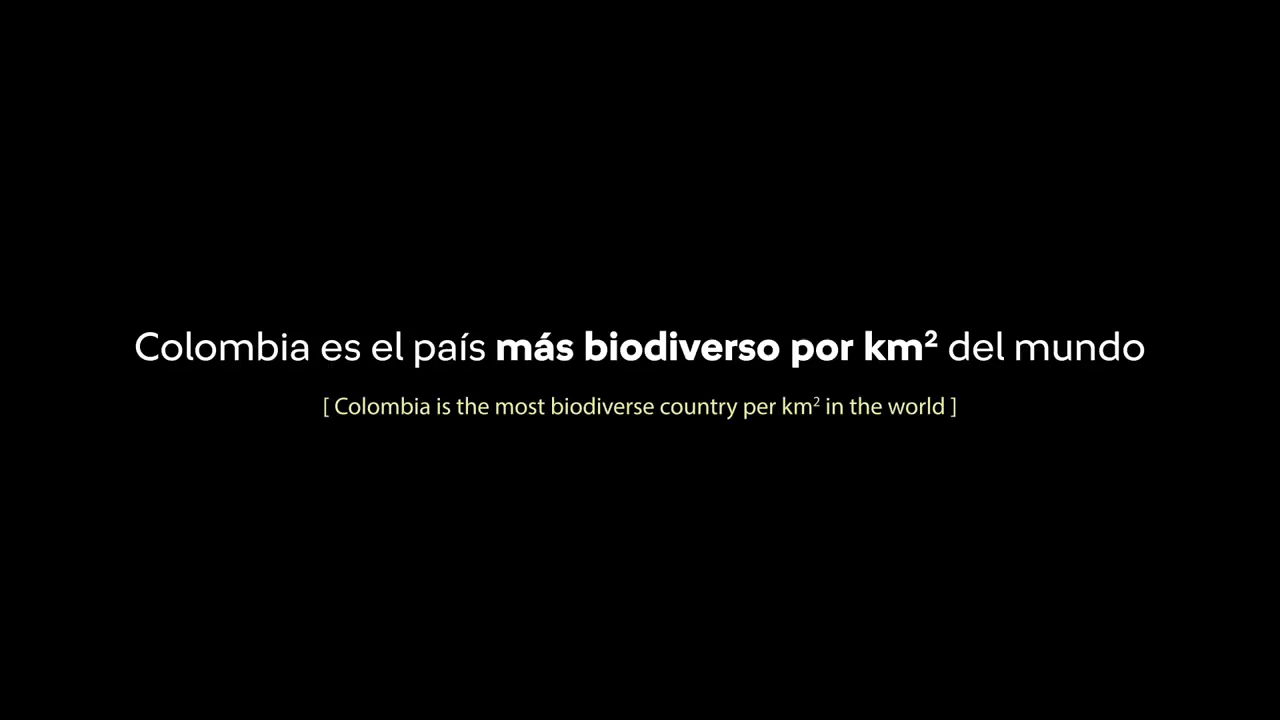 Colombia es el país más biodiverso por km² del mundo
[ Colombia is the most biodiverse country per km² in the world ]